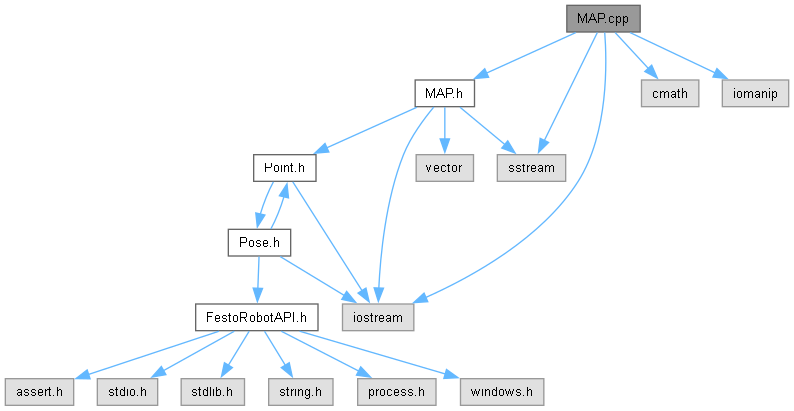 MAP.cpp
MAP.h
cmath
iomanip
Point.h
vector
sstream
Pose.h
FestoRobotAPI.h
iostream
assert.h
stdio.h
stdlib.h
string.h
process.h
windows.h